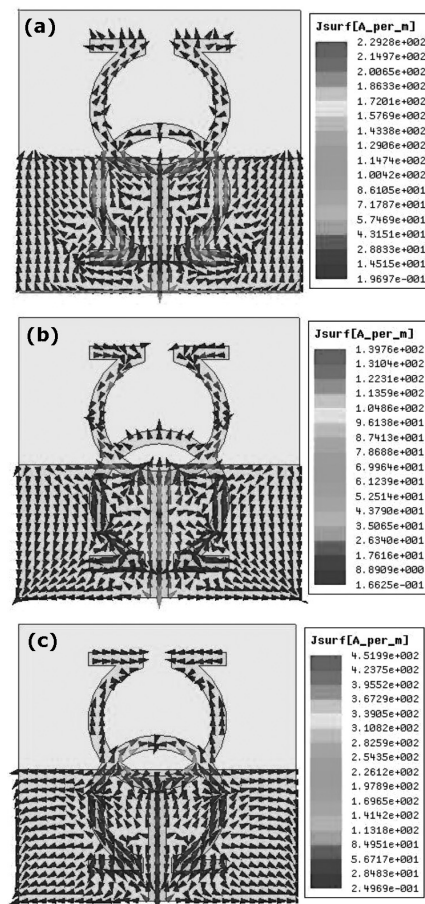 (a)
Jsurf[A_per_m]
2.2928e+002
2.1497e+002
2.0065e+002
1.8633e+002
1.7201e+002
1.5769e+002
1.4338e+002
1.2906e+002
1.1474e+002
1.0042e+002
8.6105e+001
7.1787e+001
5.7469e+001
4.3151e+001
2.8833e+001
1.4515e+001
1.9697e-001
(b)
Jsurf[A_per_m]
1.3976e+002
1.3104e+002
1.2231e+002
1.1359e+002
1.0486e+002
9.6138e+001
8.7413e+001
7.8688e+001
6.9964e+001
6.1239e+001
5.2514e+001
4.3790e+001
3.5065e+001
2.6340e+001
1.7616e+001
8.8909e+000
1.6625e-001
(c)
Jsurf[A_per_m]
4.5199e+002
4.2375e+002
3.9552e+002
3.6729e+002
3.3905e+002
3.1082e+002
2.8259e+002
2.5435e+002
2.2612e+002
1.9789e+002
1.6965e+002
1.4142e+002
1.1318e+002
8.4951e+001
5.6717e+001
2.8483e+001
2.4969e-001